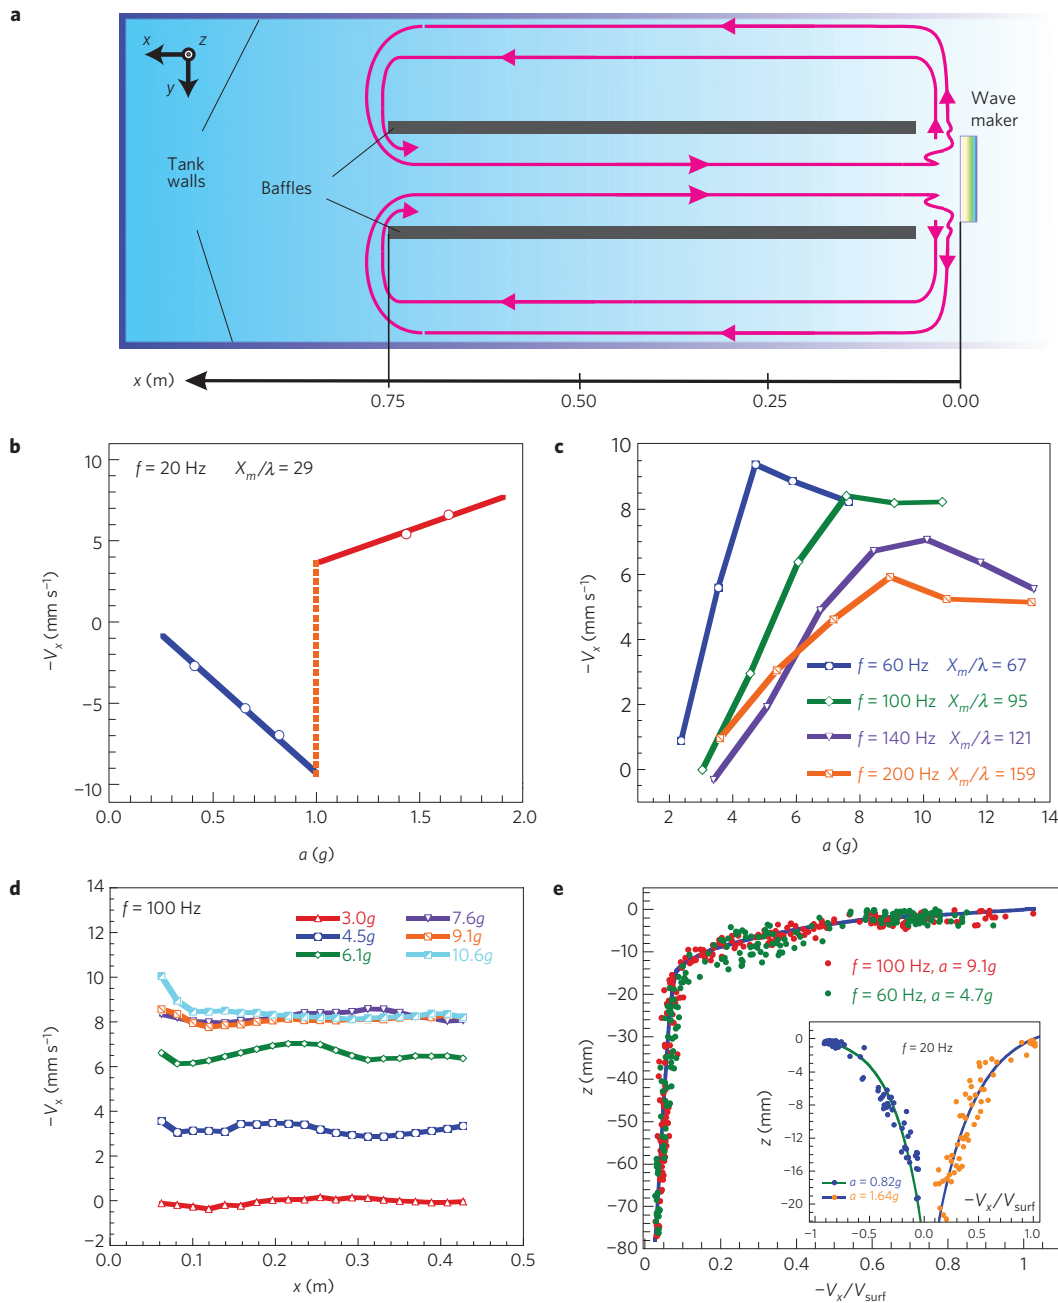 a
x
z
y
Wave
maker
Tank
walls
Baffles
x (m)
0.75
0.50
0.25
0.00
b
f = 20 Hz
Xm/λ = 29
10
5
0
−5
−10
−Vx (mm s−1)
0.0
0.5
1.0
1.5
2.0
a (g)
c
10
8
6
4
2
0
−Vx (mm s−1)
f = 60 Hz Xm/λ = 67
f = 100 Hz Xm/λ = 95
f = 140 Hz Xm/λ = 121
f = 200 Hz Xm/λ = 159
2
4
6
8
10
12
14
a (g)
d
f = 100 Hz
3.0g
7.6g
4.5g
9.1g
6.1g
10.6g
14
12
10
8
6
4
2
0
−2
−Vx (mm s−1)
0.0
0.1
0.2
0.3
0.4
0.5
x (m)
e
0
−10
−20
−30
−40
−50
−60
−70
−80
z (mm)
f = 100 Hz, a = 9.1g
f = 60 Hz, a = 4.7g
f = 20 Hz
0
−4
−8
−12
−16
−20
z (mm)
a = 0.82g
a = 1.64g
−Vx/Vsurf
−1
−0.5
0.0
0.5
1.0
0
0.2
0.4
0.6
0.8
1
−Vx/Vsurf